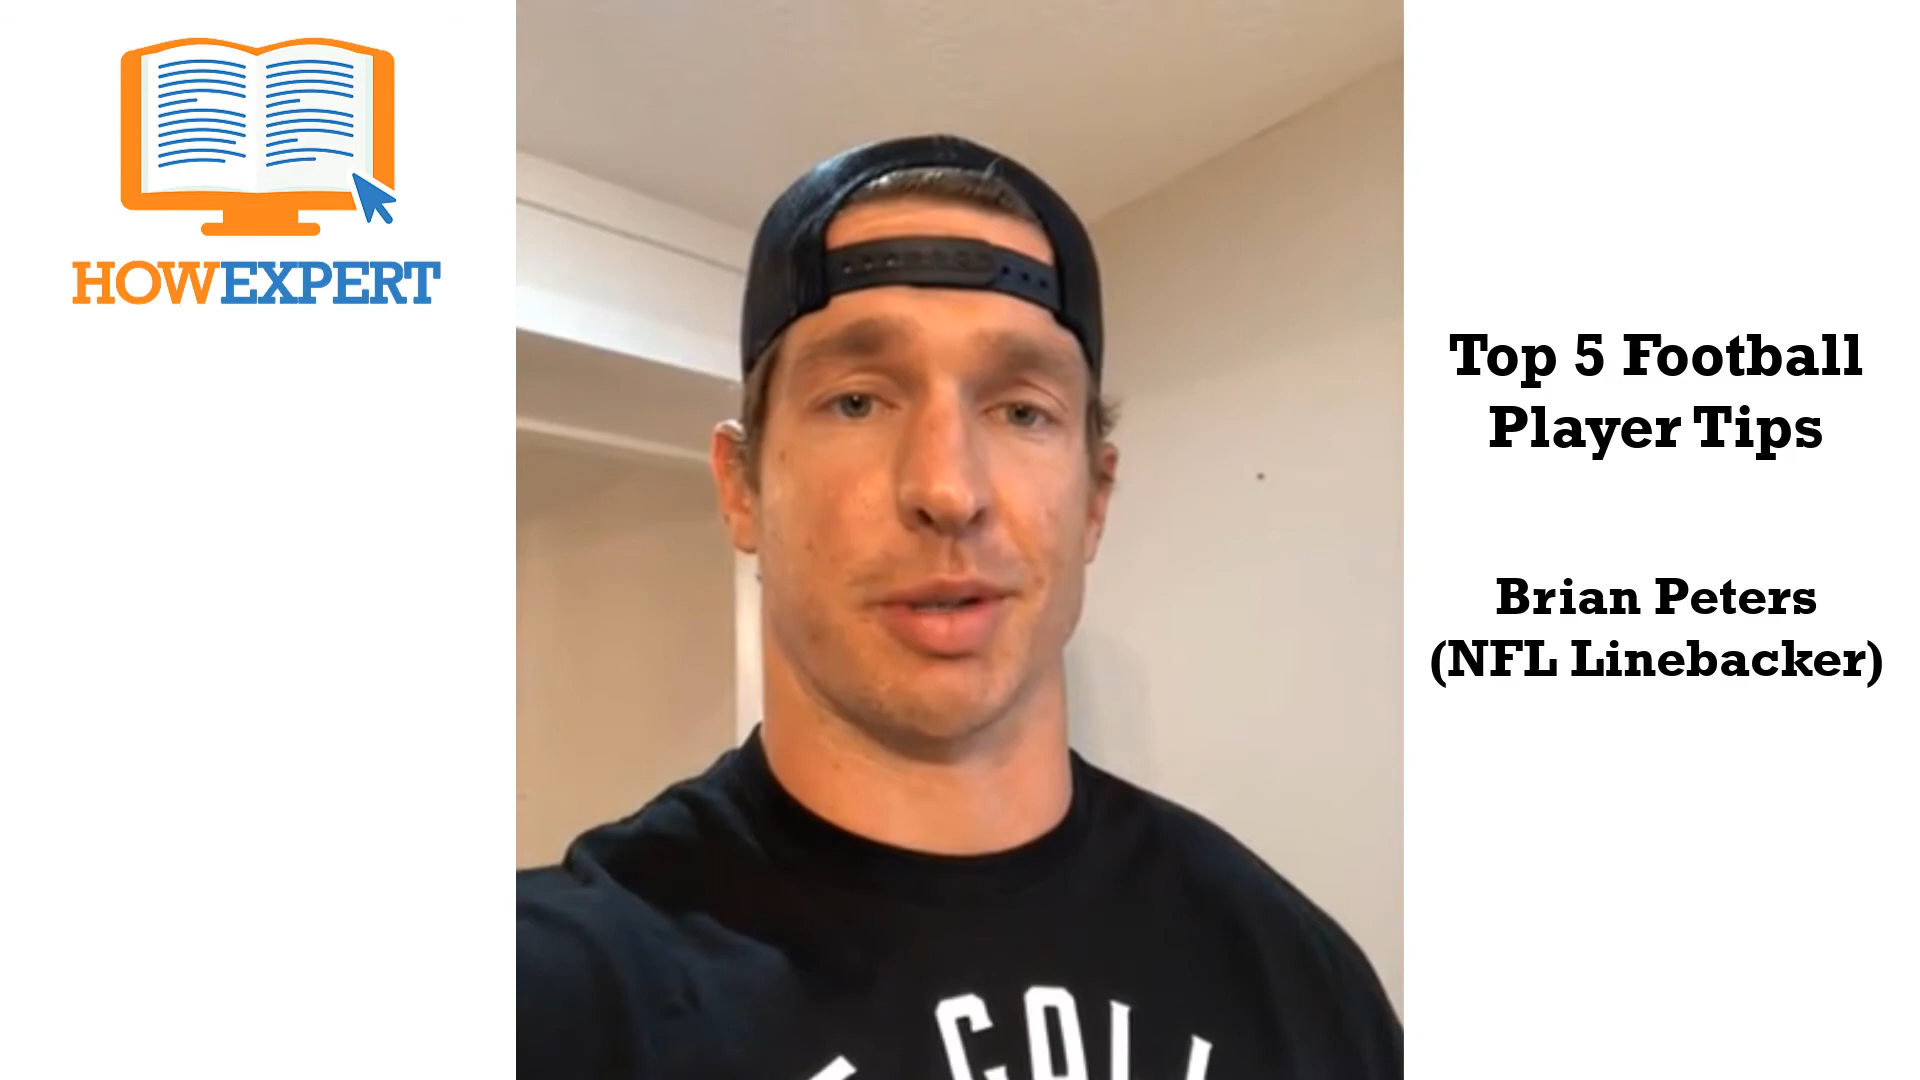 HOWEXPERT
Top 5 Football
Player Tips
Brian Peters
(NFL Linebacker)